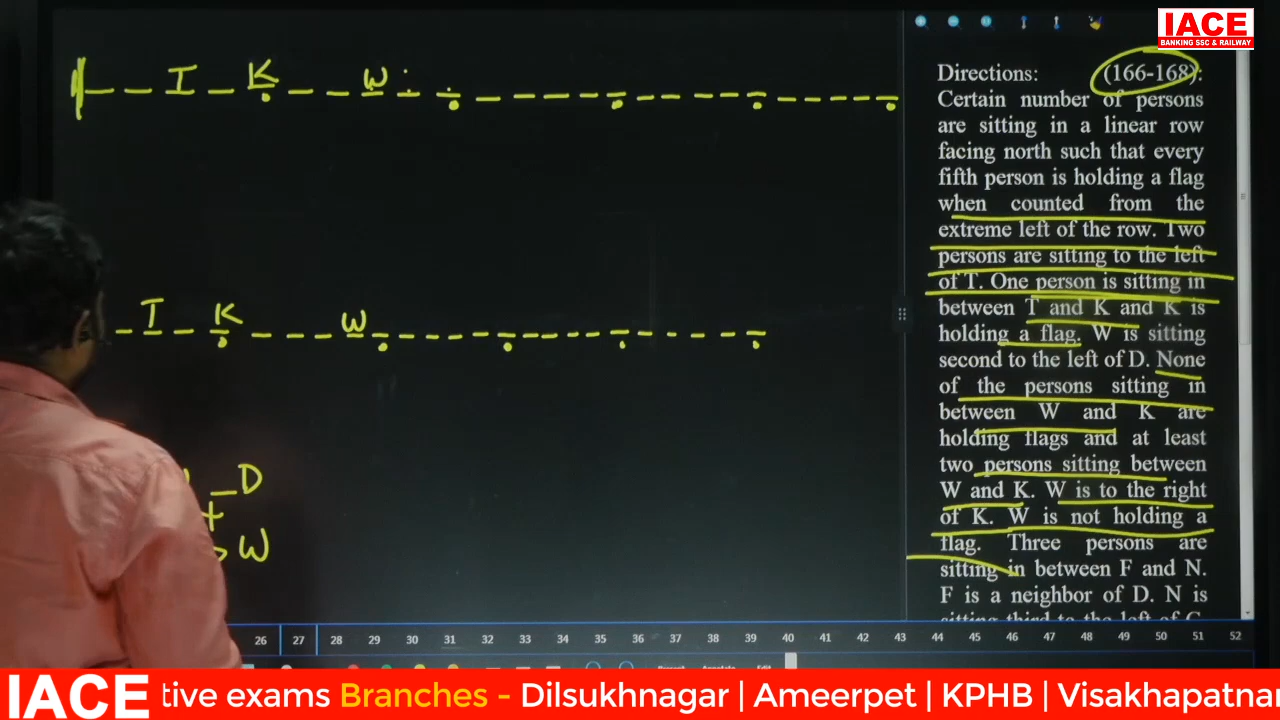 IACE
BANKING SSC & RAILWAY
Directions: (166-168):
Certain number of persons
are sitting in a linear row
facing north such that every
fifth person is holding a flag
when counted from the
extreme left of the row. Two
persons are sitting to the left
of T. One person is sitting in
between T and K and K is
holding a flag. W is sitting
second to the left of D. None
of the persons sitting in
between W and K are
holding flags and at least
two persons sitting between
W and K. W is to the right
of K. W is not holding a
flag. Three persons are
sitting in between F and N.
F is a neighbor of D. N is
sitting third to the left of C.
T K W
T K W
D
W
26 27 28 29 30 31 32 33 34 35 36 37 38 39 40 41 42 43 44 45 46 47 48 49 50 51 52
IACE tive exams Branches - Dilsukhnagar | Ameerpet | KPHB | Visakhapatnar